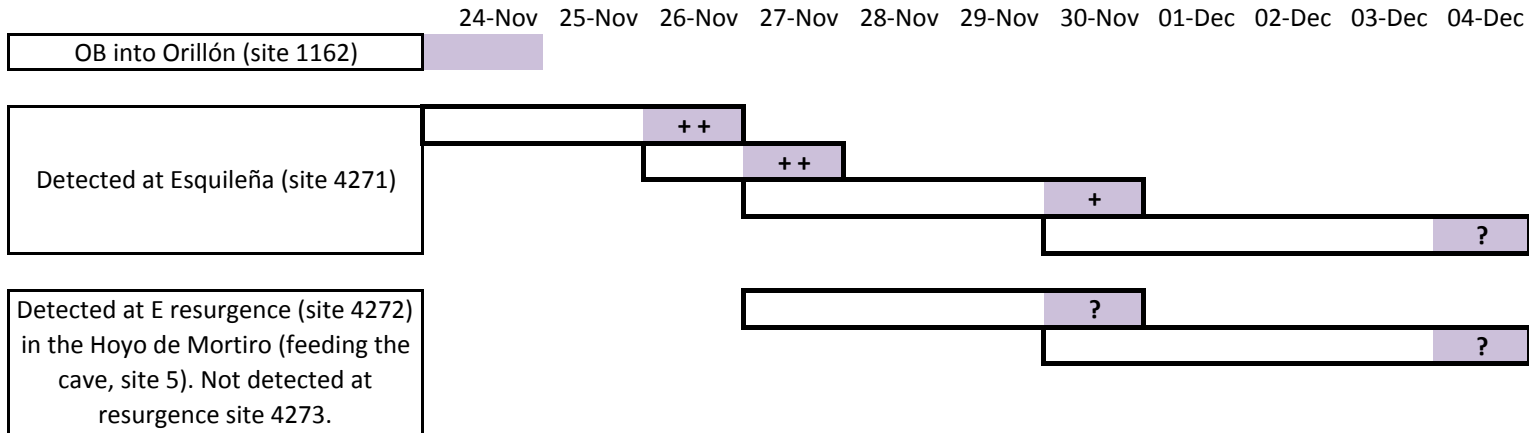 24-Nov 25-Nov 26-Nov 27-Nov 28-Nov 29-Nov 30-Nov 01-Dec 02-Dec 03-Dec 04-Dec
OB into Orillón (site 1162)
+ +
+ +
Detected at Esquileña (site 4271)
+
?
Detected at E resurgence (site 4272) ?
in the Hoyo de Mortiro (feeding the
?
cave, site 5). Not detected at
resurgence site 4273.